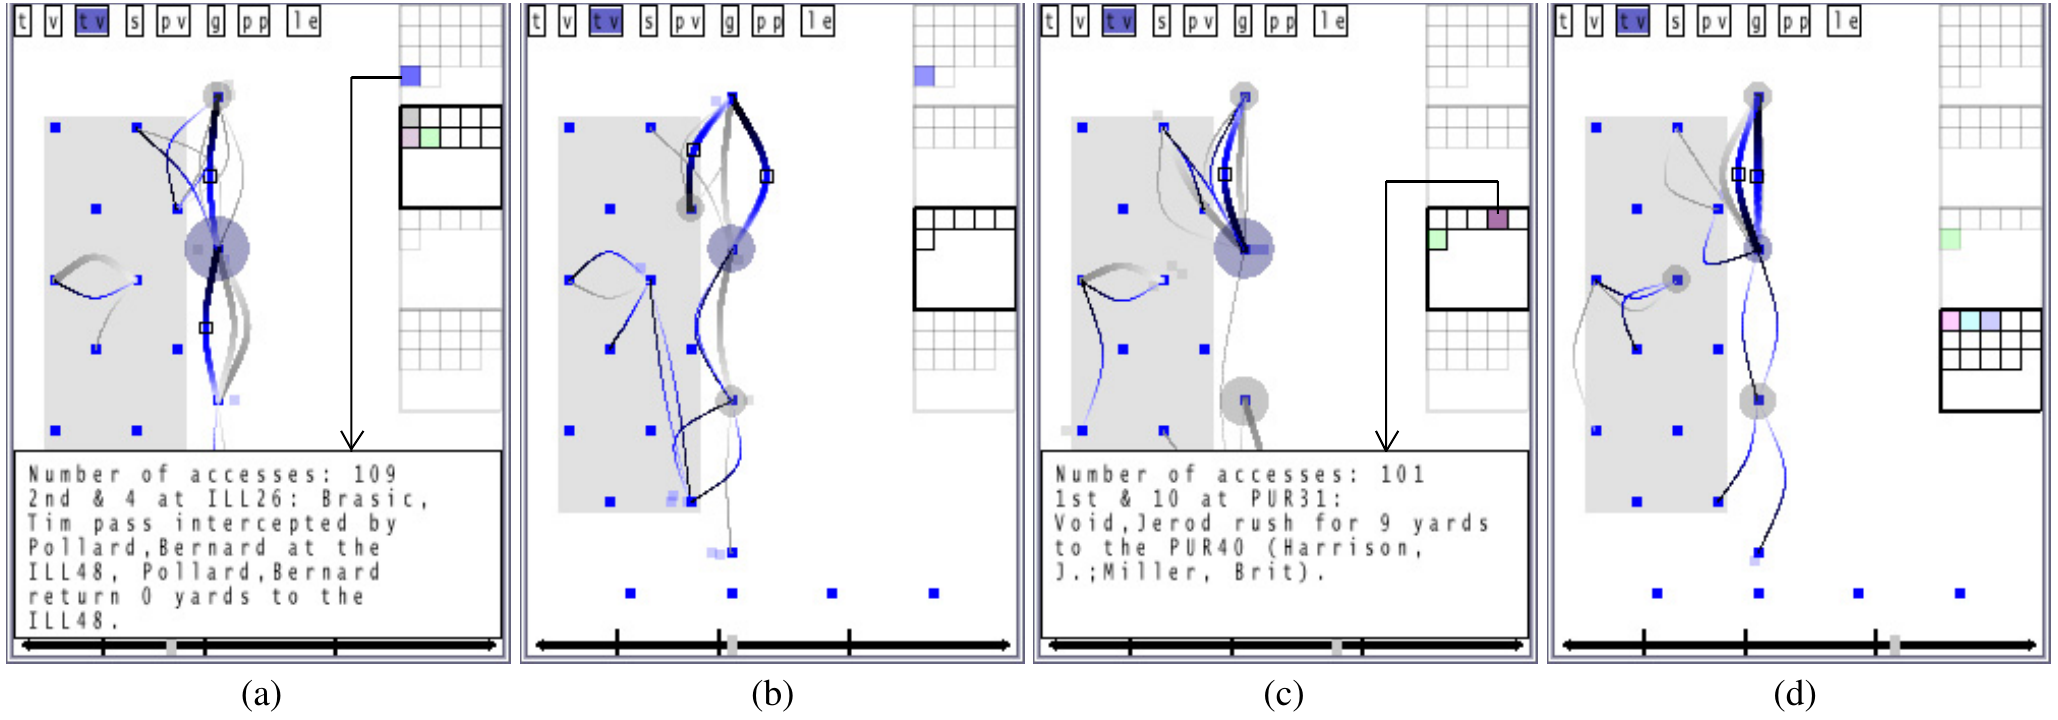 t v tv s pv g pp le
t v tv s pv g pp le
t v tv s pv g pp le
t v tv s pv g pp le
Number of accesses: 109
2nd & 4 at ILL26: Brasic,
Tim pass intercepted by
Pollard,Bernard at the
ILL48, Pollard,Bernard
return 0 yards to the
ILL48.
Number of accesses: 101
1st & 10 at PUR31:
Void,Jerod rush for 9 yards
to the PUR40 (Harrison,
J.;Miller, Brit).
(a)
(b)
(c)
(d)